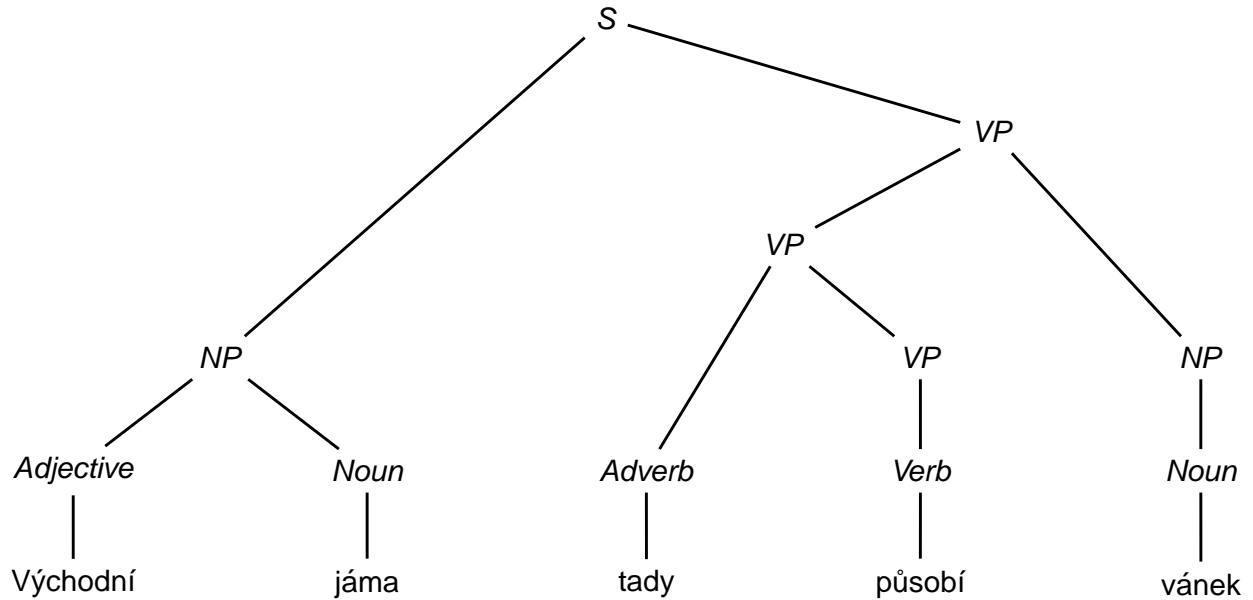 S
VP
VP
NP VP NP
Adjective Noun Adverb Verb Noun
Východní jáma tady působí vánek